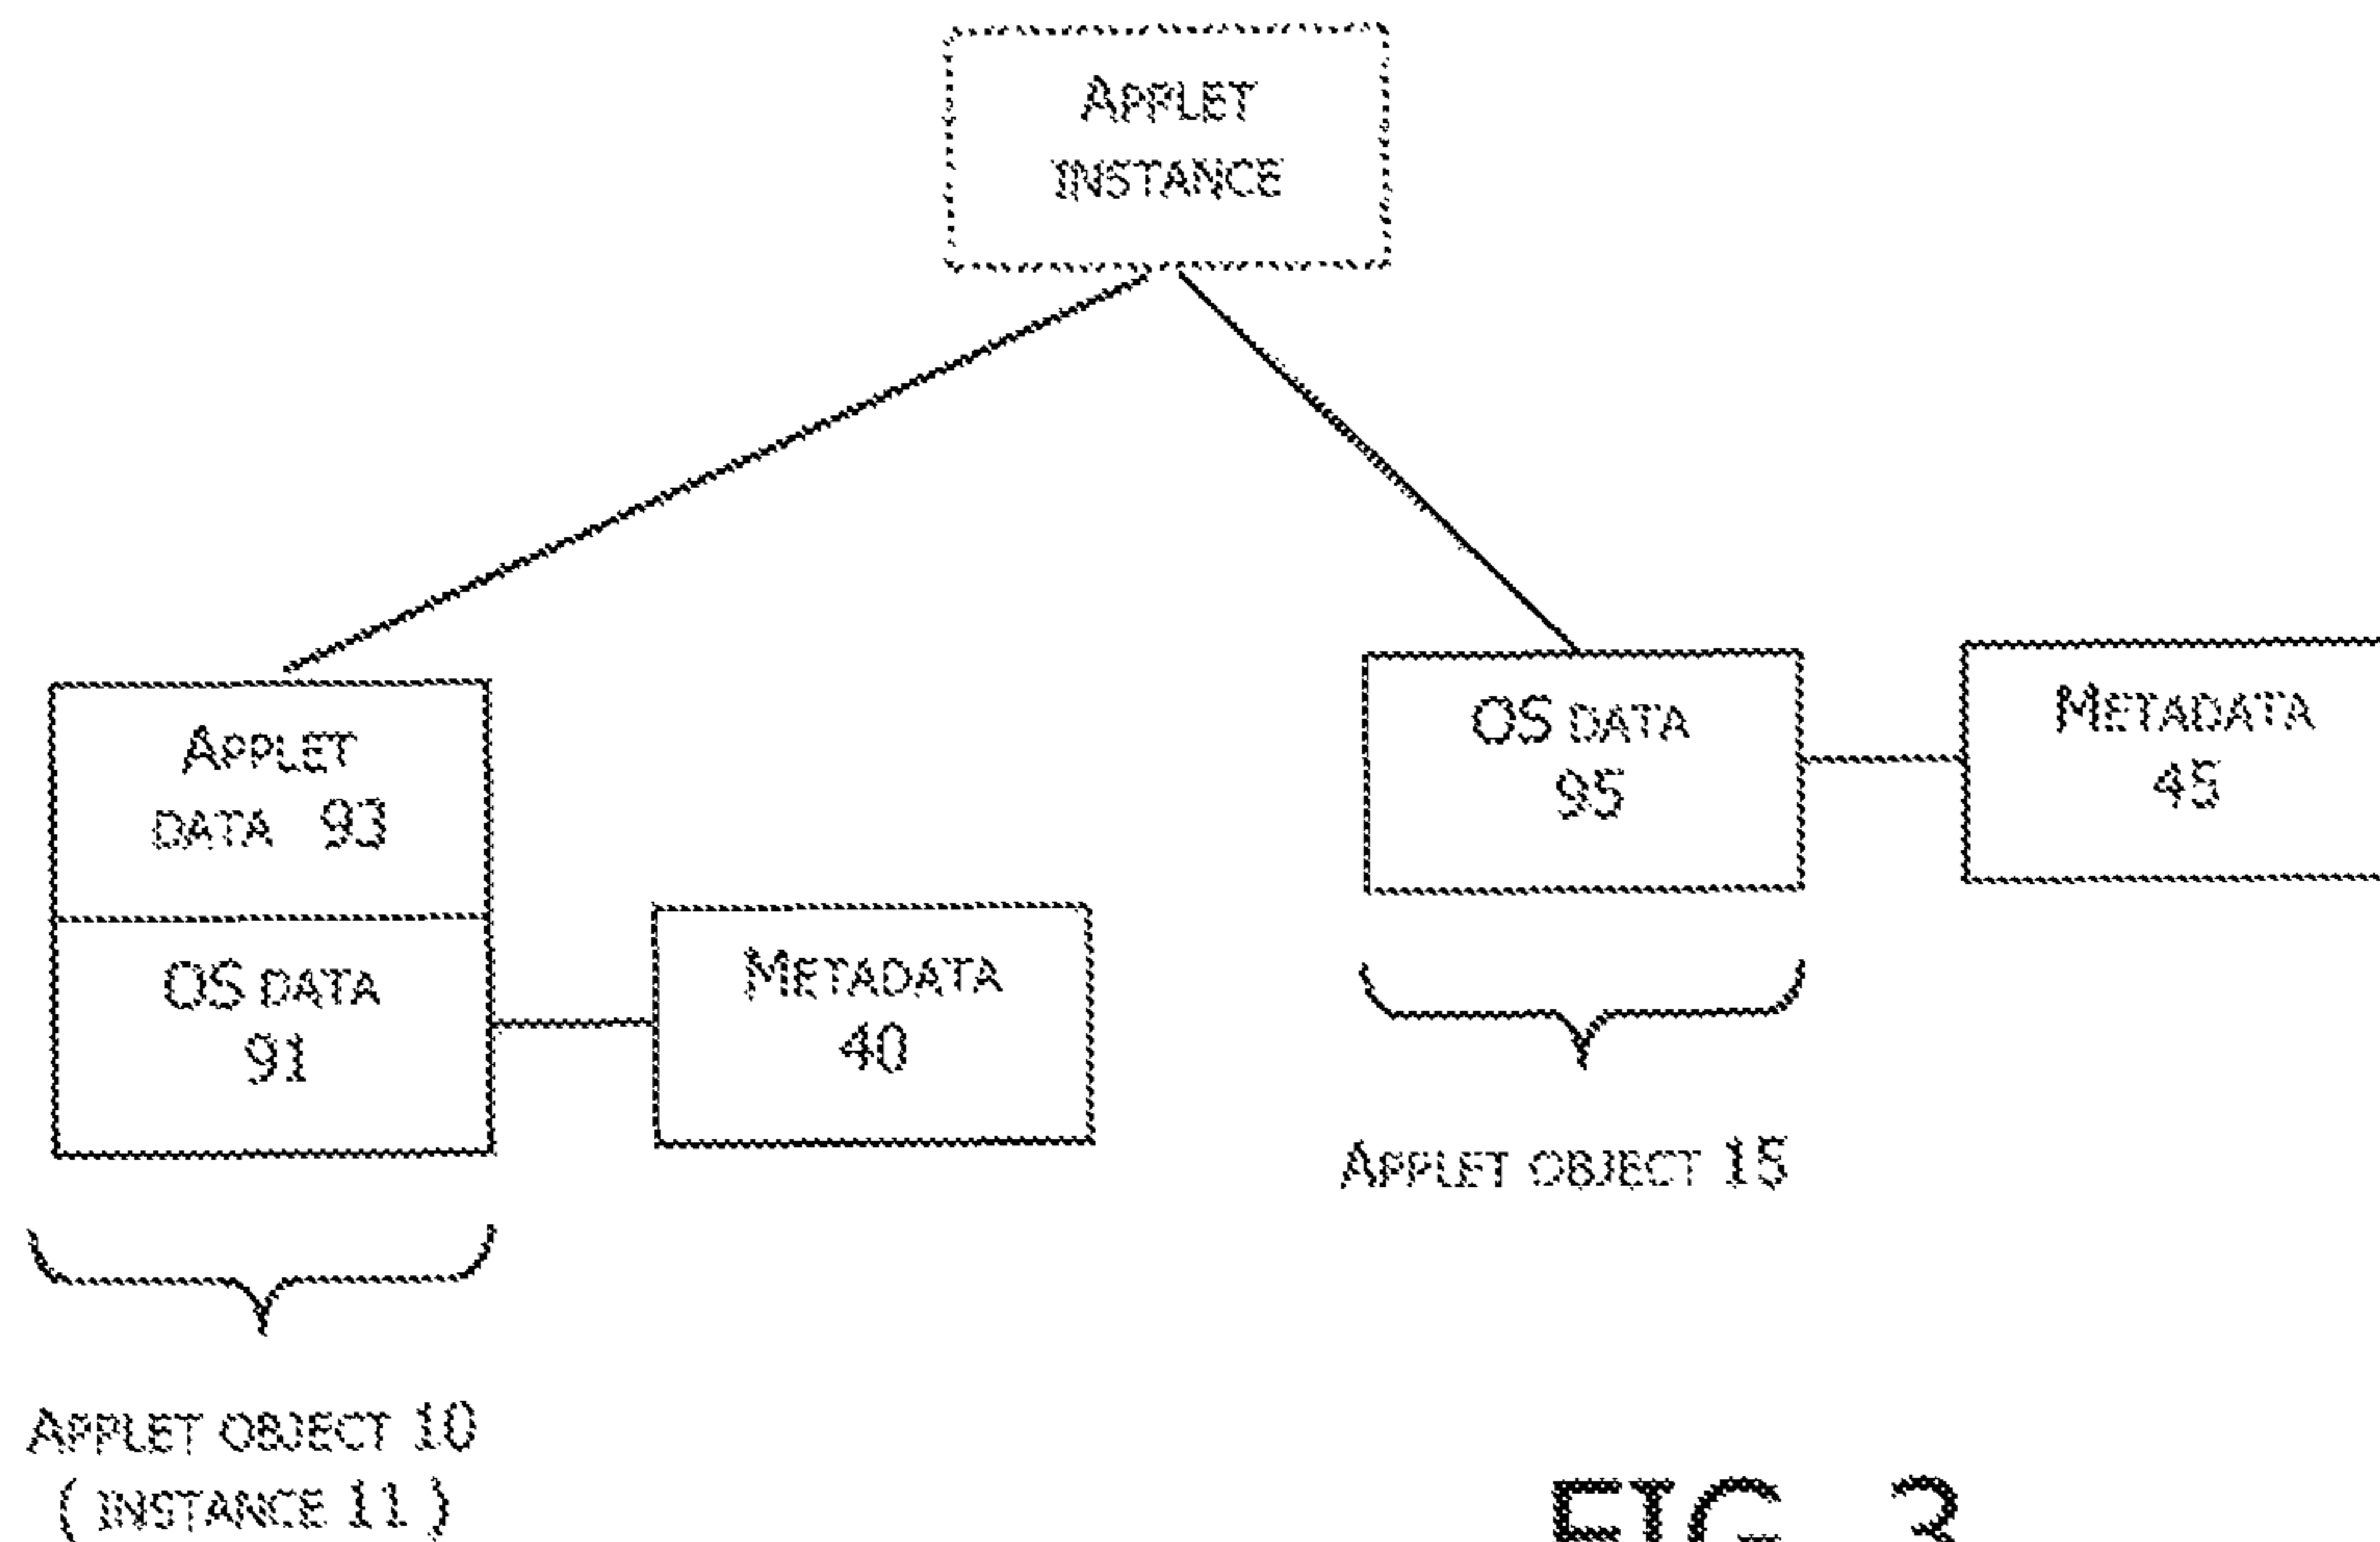 APPLET
INSTANCE
APPLET
DATA 93
OS DATA
91
METADATA
40
APPLET OBJECT 10
( INSTANCE 11 )
OS DATA
95
METADATA
45
APPLET OBJECT 15
FIG. 3